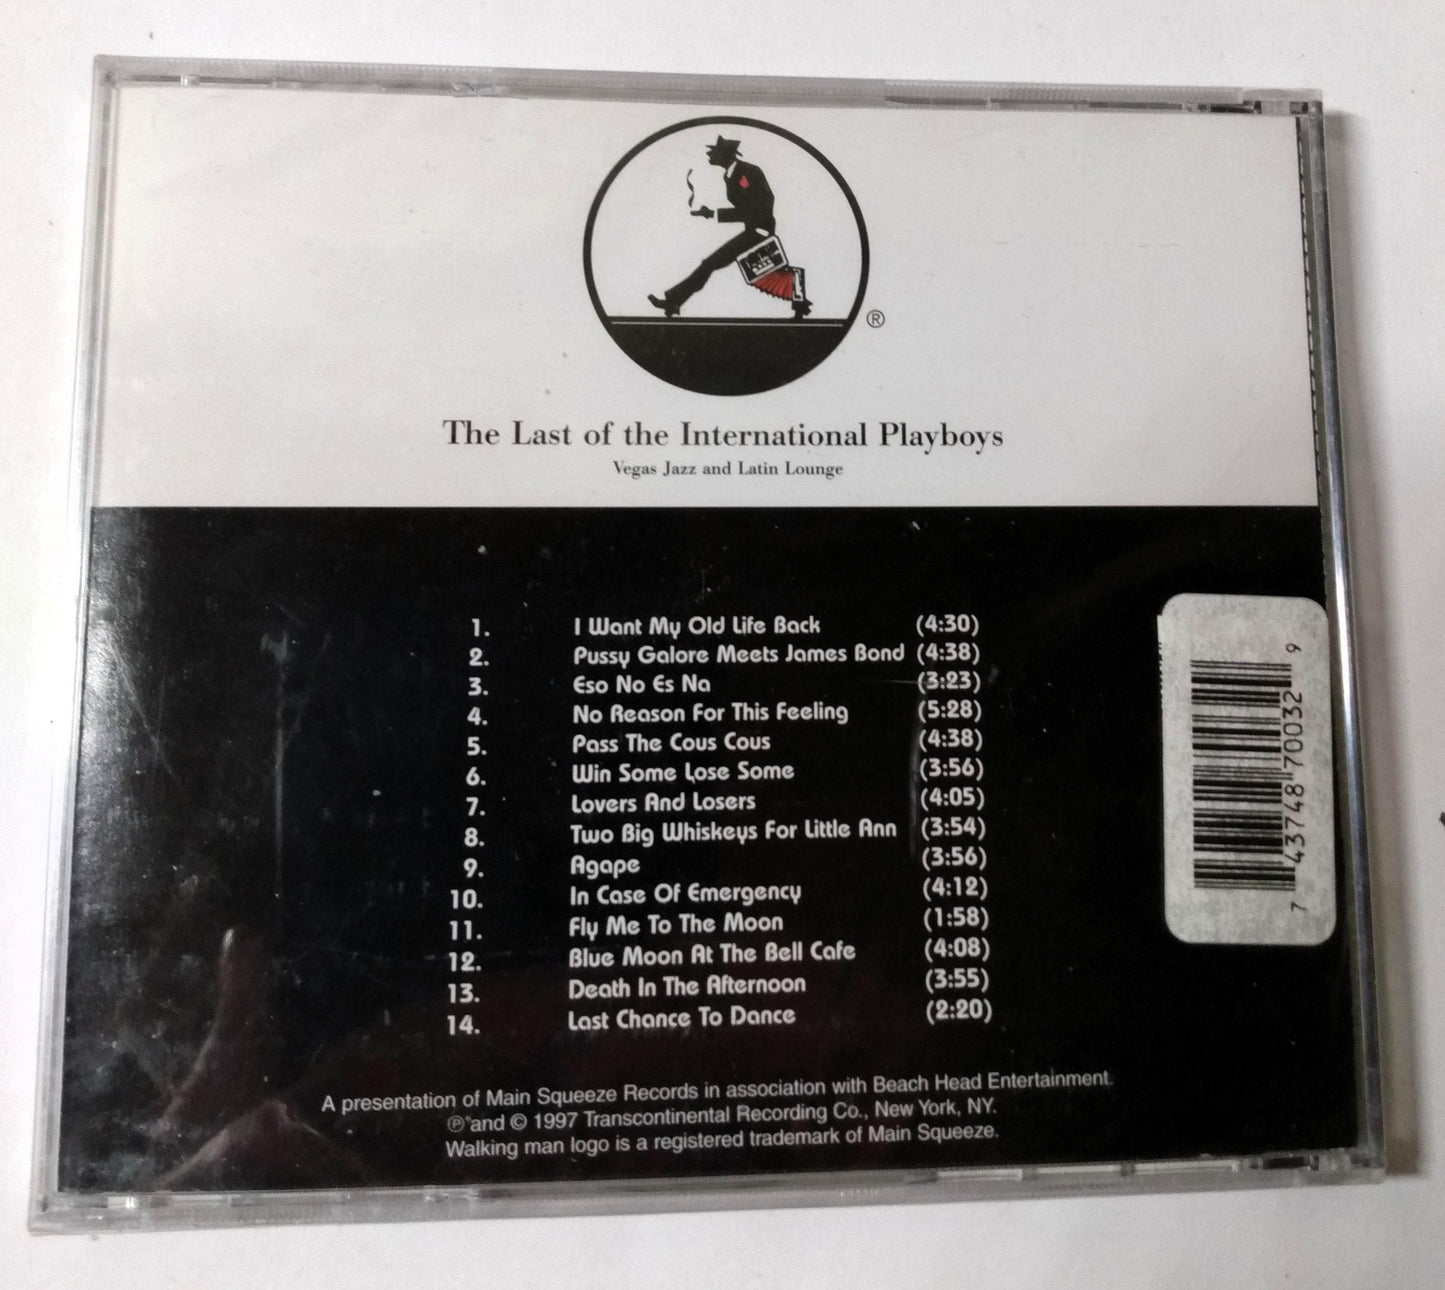 ®
The Last of the International Playboys
Vegas Jazz and Latin Lounge
1. I Want My Old Life Back (4:30)
2. Pussy Galore Meets James Bond (4:38)
3. Eso No Es Na (3:23)
4. No Reason For This Feeling (5:28)
5. Pass The Cous Cous (4:38)
6. Win Some Lose Some (3:56)
7. Lovers And Losers (4:05)
8. Two Big Whiskeys For Little Ann (3:54)
9. Agape (3:56)
10. In Case Of Emergency (4:12)
11. Fly Me To The Moon (1:58)
12. Blue Moon At The Bell Cafe (4:08)
13. Death In The Afternoon (3:55)
14. Last Chance To Dance (2:20)
A presentation of Main Squeeze Records in association with Beach Head Entertainment.
℗ and © 1997 Transcontinental Recording Co., New York, NY.
Walking man logo is a registered trademark of Main Squeeze.
7 43748 70032 9